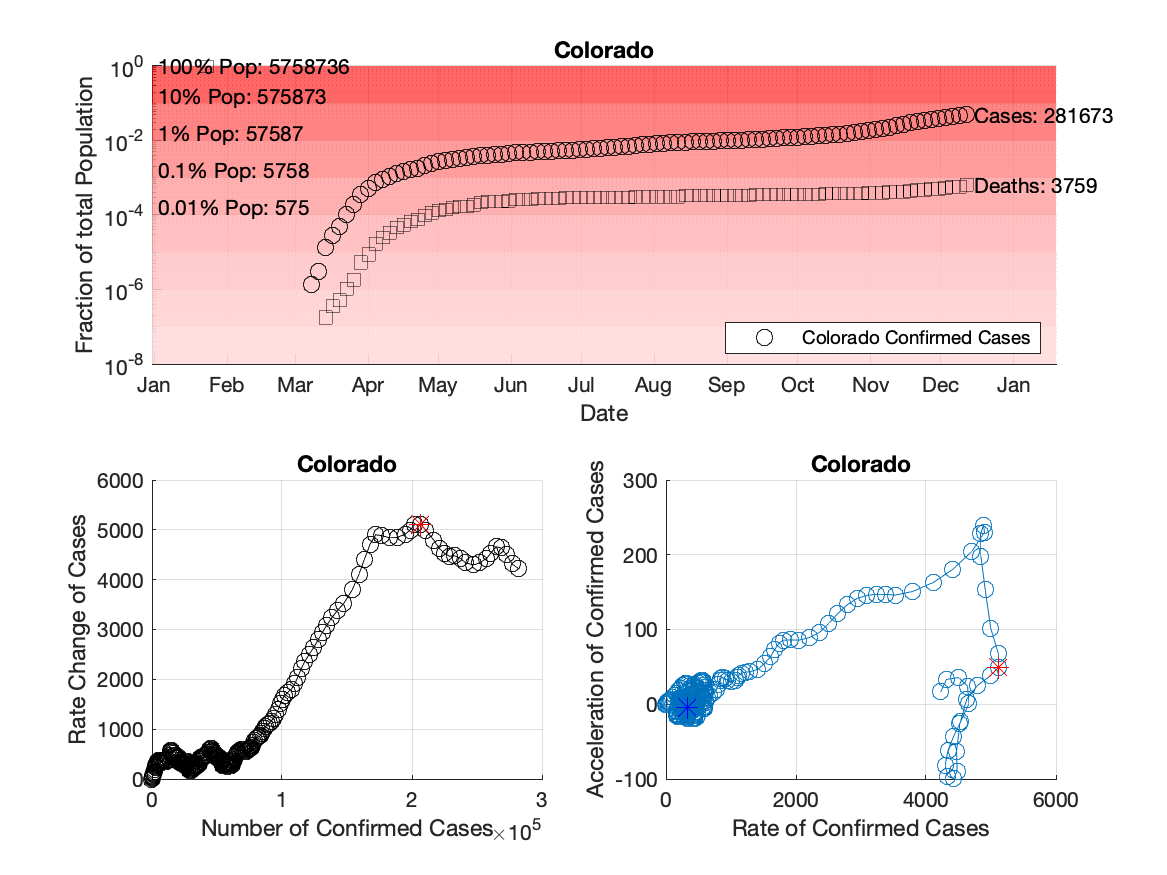 Colorado
10^0
10^-2
10^-4
10^-6
10^-8
Fraction of total Population
100% Pop: 5758736
10% Pop: 575873
1% Pop: 57587
0.1% Pop: 5758
0.01% Pop: 575
Cases: 281673
Deaths: 3759
Colorado Confirmed Cases
Jan Feb Mar Apr May Jun Jul Aug Sep Oct Nov Dec Jan
Date
Colorado
6000
5000
4000
3000
2000
1000
0
Rate Change of Cases
0 1 2 3
Number of Confirmed Cases ×10^5
Colorado
300
200
100
0
-100
Acceleration of Confirmed Cases
0 2000 4000 6000
Rate of Confirmed Cases